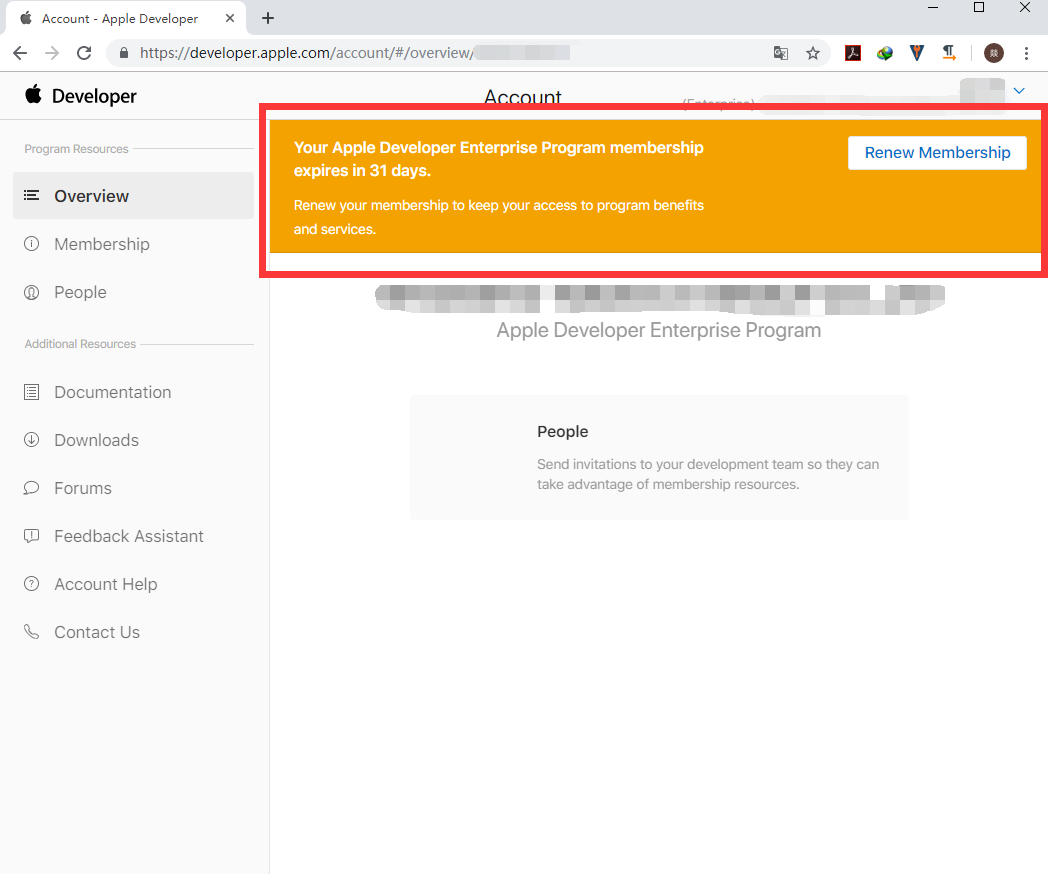 Account - Apple Developer
https://developer.apple.com/account/#/overview/
Developer
Account
(Enterprise)
Program Resources
Overview
Membership
People
Additional Resources
Documentation
Downloads
Forums
Feedback Assistant
Account Help
Contact Us
Your Apple Developer Enterprise Program membership
expires in 31 days.
Renew your membership to keep your access to program benefits
and services.
Renew Membership
Apple Developer Enterprise Program
People
Send invitations to your development team so they can
take advantage of membership resources.